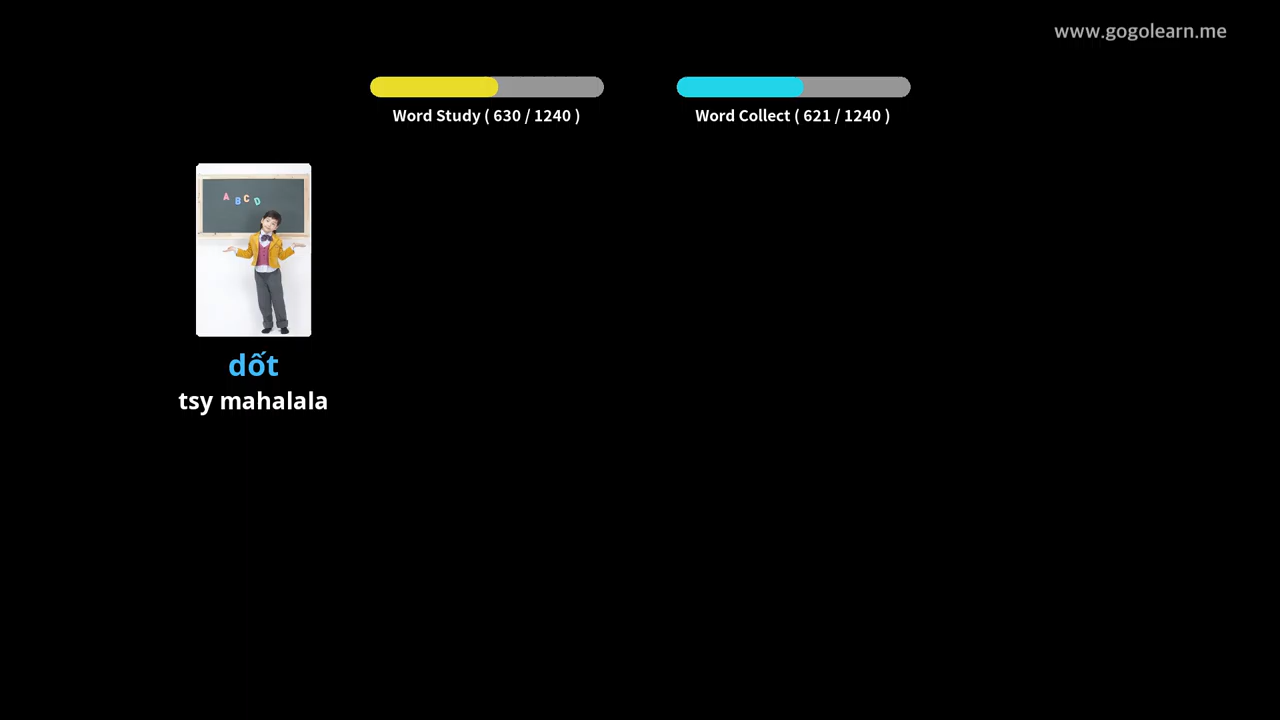 www.gogolearn.me
Word Study ( 630 / 1240 )
Word Collect ( 621 / 1240 )
A B C D
dốt
tsy mahalala